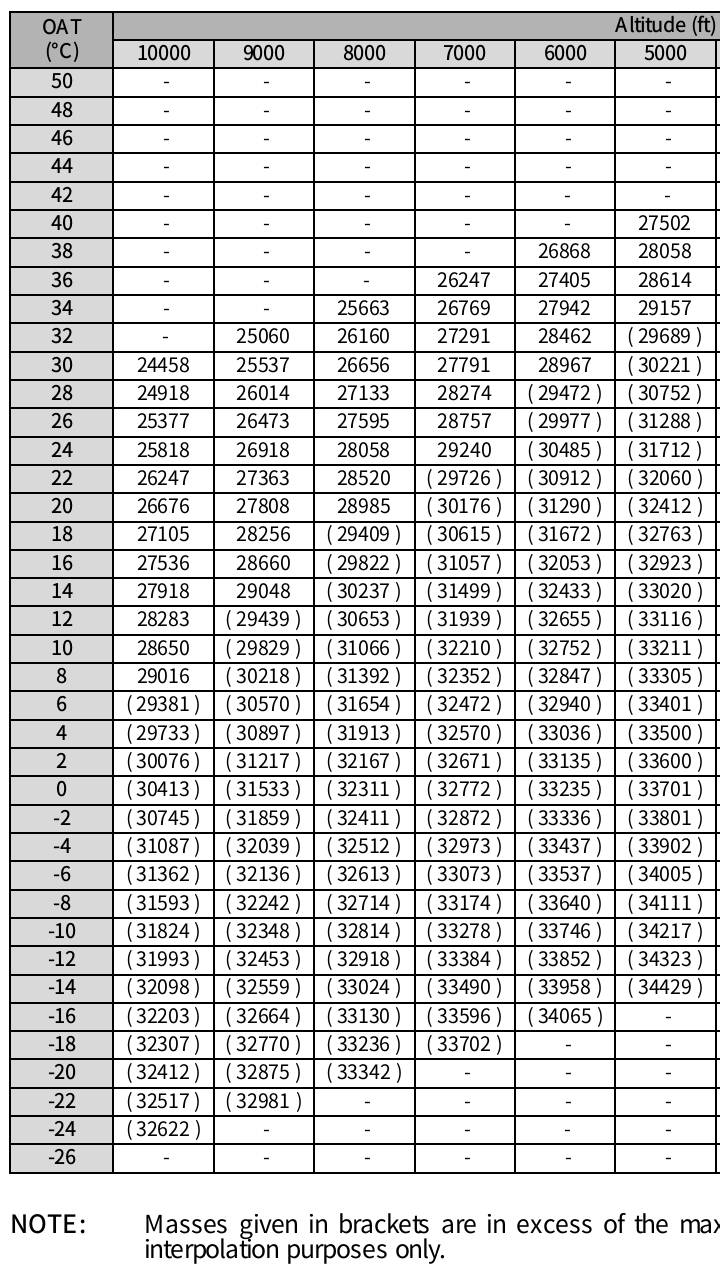 OAT Altitude (ft)
(°C) 10000 9000 8000 7000 6000 5000
50 - - - - - -
48 - - - - - -
46 - - - - - -
44 - - - - - -
42 - - - - - -
40 - - - - - 27502
38 - - - - 26868 28058
36 - - - 26247 27405 28614
34 - - 25663 26769 27942 29157
32 - 25060 26160 27291 28462 (29689)
30 24458 25537 26656 27791 28967 (30221)
28 24918 26014 27133 28274 (29472) (30752)
26 25377 26473 27595 28757 (29977) (31288)
24 25818 26918 28058 29240 (30485) (31712)
22 26247 27363 28520 (29726) (30912) (32060)
20 26676 27808 28985 (30176) (31290) (32412)
18 27105 28256 (29409) (30615) (31672) (32763)
16 27536 28660 (29822) (31057) (32053) (32923)
14 27918 29048 (30237) (31499) (32433) (33020)
12 28283 (29439) (30653) (31939) (32655) (33116)
10 28650 (29829) (31066) (32210) (32752) (33211)
8 29016 (30218) (31392) (32352) (32847) (33305)
6 (29381) (30570) (31654) (32472) (32940) (33401)
4 (29733) (30897) (31913) (32570) (33036) (33500)
2 (30076) (31217) (32167) (32671) (33135) (33600)
0 (30413) (31533) (32311) (32772) (33235) (33701)
-2 (30745) (31859) (32411) (32872) (33336) (33801)
-4 (31087) (32039) (32512) (32973) (33437) (33902)
-6 (31362) (32136) (32613) (33073) (33537) (34005)
-8 (31593) (32242) (32714) (33174) (33640) (34111)
-10 (31824) (32348) (32814) (33278) (33746) (34217)
-12 (31993) (32453) (32918) (33384) (33852) (34323)
-14 (32098) (32559) (33024) (33490) (33958) (34429)
-16 (32203) (32664) (33130) (33596) (34065) -
-18 (32307) (32770) (33236) (33702) - -
-20 (32412) (32875) (33342) - - -
-22 (32517) (32981) - - - -
-24 (32622) - - - - -
-26 - - - - - -
NOTE: Masses given in brackets are in excess of the max
interpolation purposes only.